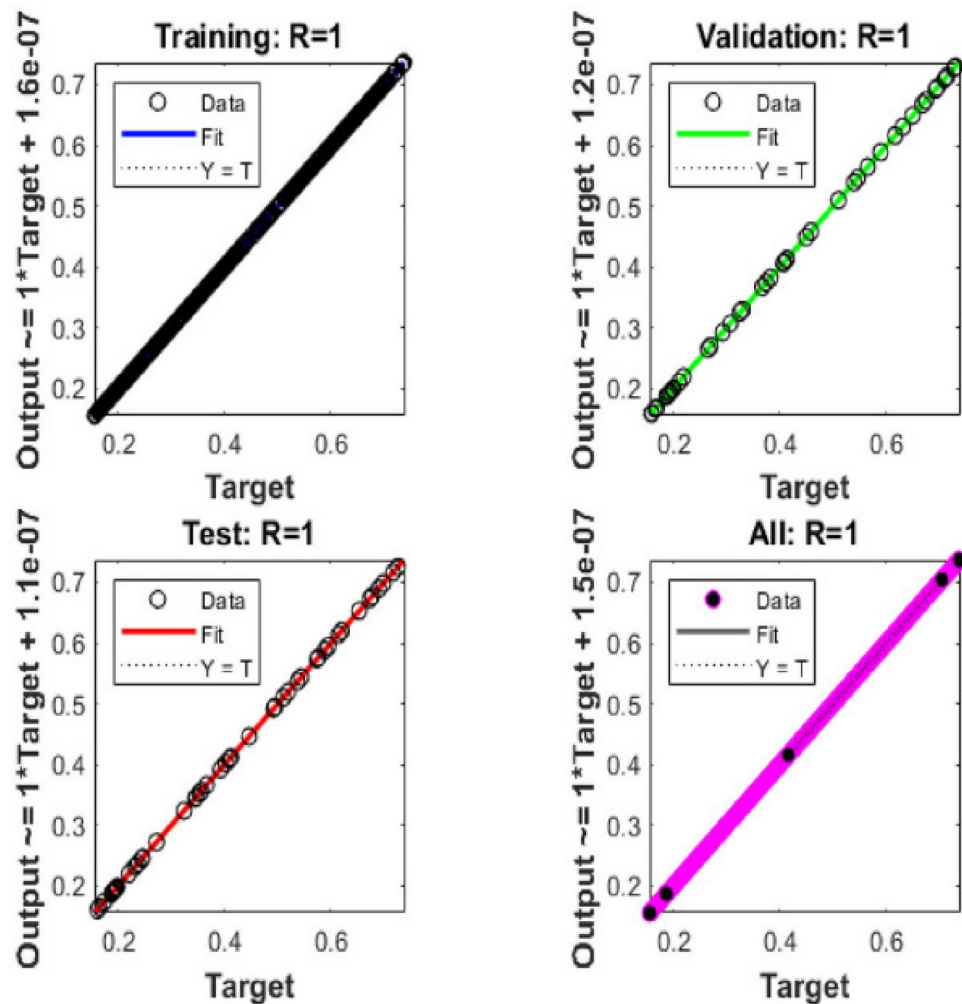 Training: R=1
Output ~= 1*Target + 1.6e-07
0.7
0.6
0.5
0.4
0.3
0.2
Data
Fit
Y = T
0.2 0.4 0.6
Target
Validation: R=1
Output ~= 1*Target + 1.2e-07
0.7
0.6
0.5
0.4
0.3
0.2
Data
Fit
Y = T
0.2 0.4 0.6
Target
Test: R=1
Output ~= 1*Target + 1.1e-07
0.7
0.6
0.5
0.4
0.3
0.2
Data
Fit
Y = T
0.2 0.4 0.6
Target
All: R=1
Output ~= 1*Target + 1.5e-07
0.7
0.6
0.5
0.4
0.3
0.2
Data
Fit
Y = T
0.2 0.4 0.6
Target